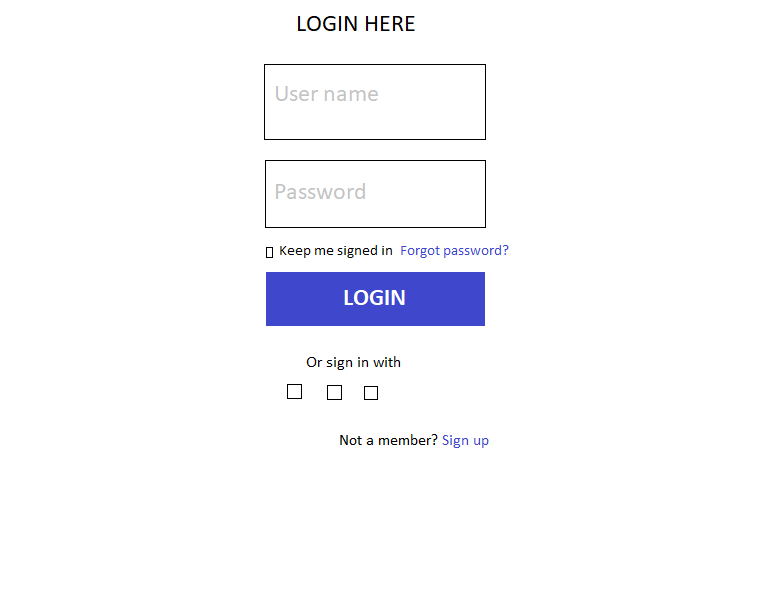 LOGIN HERE
User name
Password
Keep me signed in Forgot password?
LOGIN
Or sign in with
Not a member? Sign up